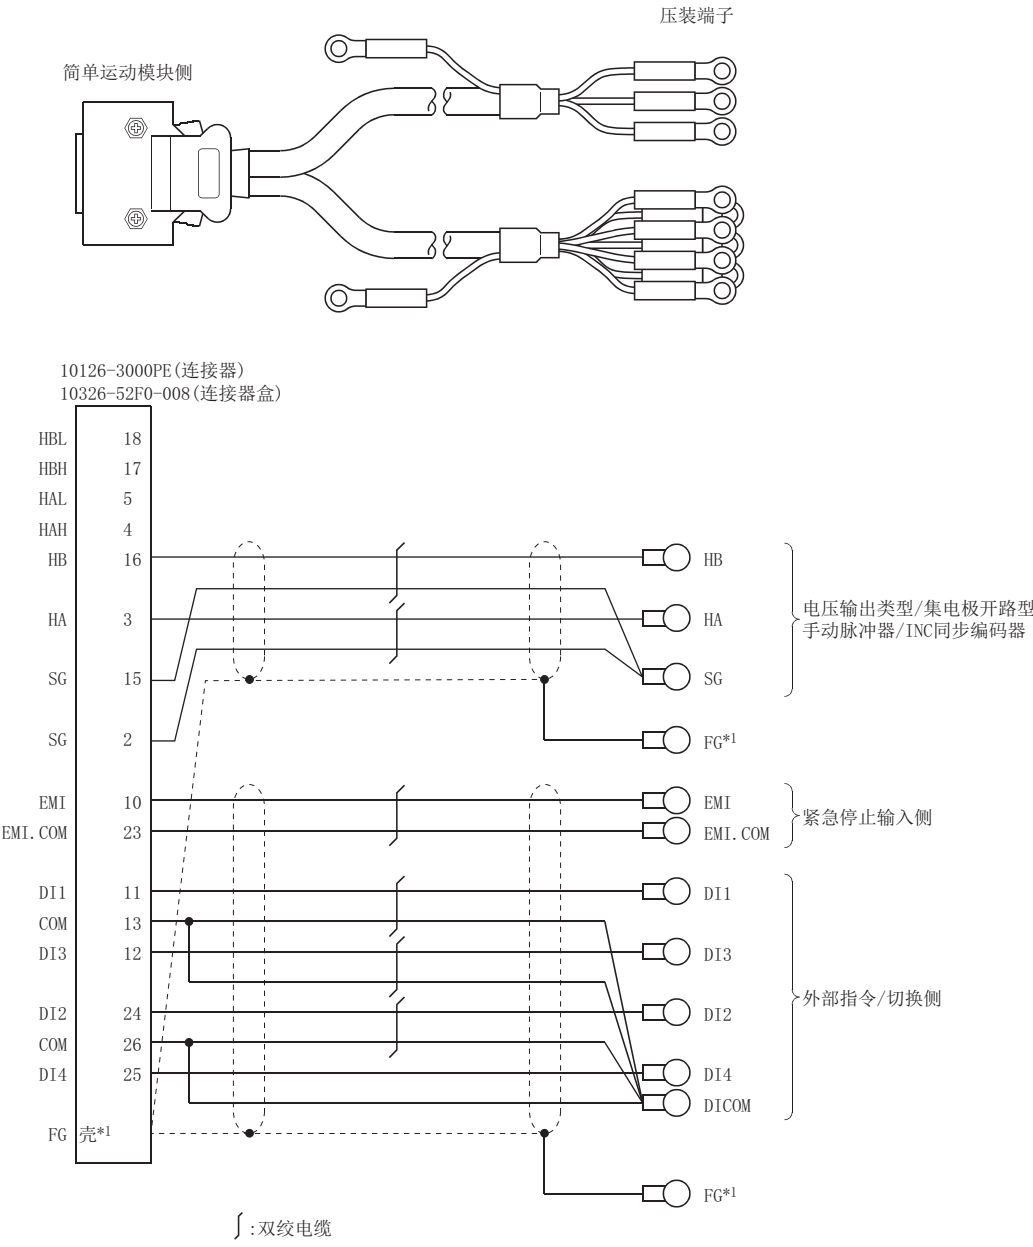 压装端子
简单运动模块侧
10126-3000PE(连接器)
10326-52F0-008(连接器盒)
HBL 18
HBH 17
HAL 5
HAH 4
HB 16 HB
HA 3 HA
电压输出类型/集电极开路型
手动脉冲器/INC同步编码器
SG 15 SG
SG 2 FG*1
EMI 10 EMI
紧急停止输入侧
EMI.COM 23 EMI.COM
DI1 11 DI1
COM 13
DI3 12 DI3
外部指令/切换侧
DI2 24 DI2
COM 26
DI4 25 DI4
DICOM
FG 壳*1
FG*1
:双绞电缆